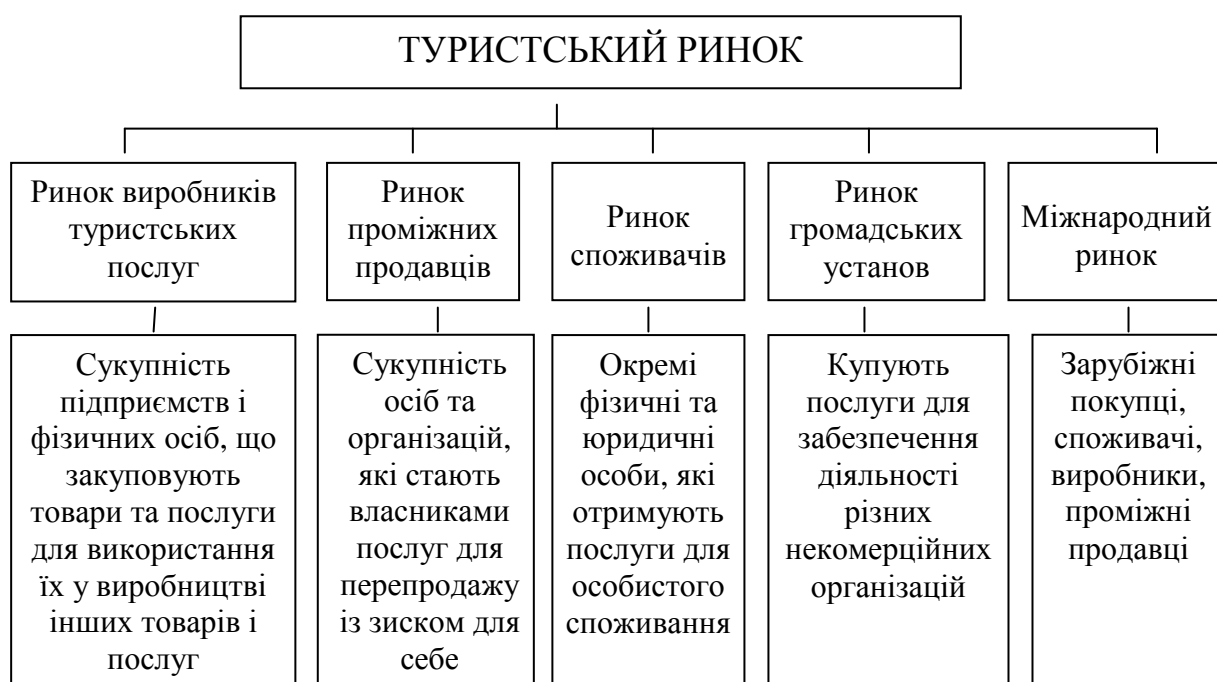 ТУРИСТСЬКИЙ РИНОК
Ринок виробників
туристських
послуг
Ринок
проміжних
продавців
Ринок
споживачів
Ринок
громадських
установ
Міжнародний
ринок
Сукупність
підприємств і
фізичних осіб, що
закуповують
товари та послуги
для використання
їх у виробництві
інших товарів і
послуг
Сукупність
осіб та
організацій,
які стають
власниками
послуг для
перепродажу
із зиском для
себе
Окремі
фізичні та
юридичні
особи, які
отримують
послуги для
особистого
споживання
Купують
послуги для
забезпечення
діяльності
різних
некомерційних
організацій
Зарубіжні
покупці,
споживачі,
виробники,
проміжні
продавці